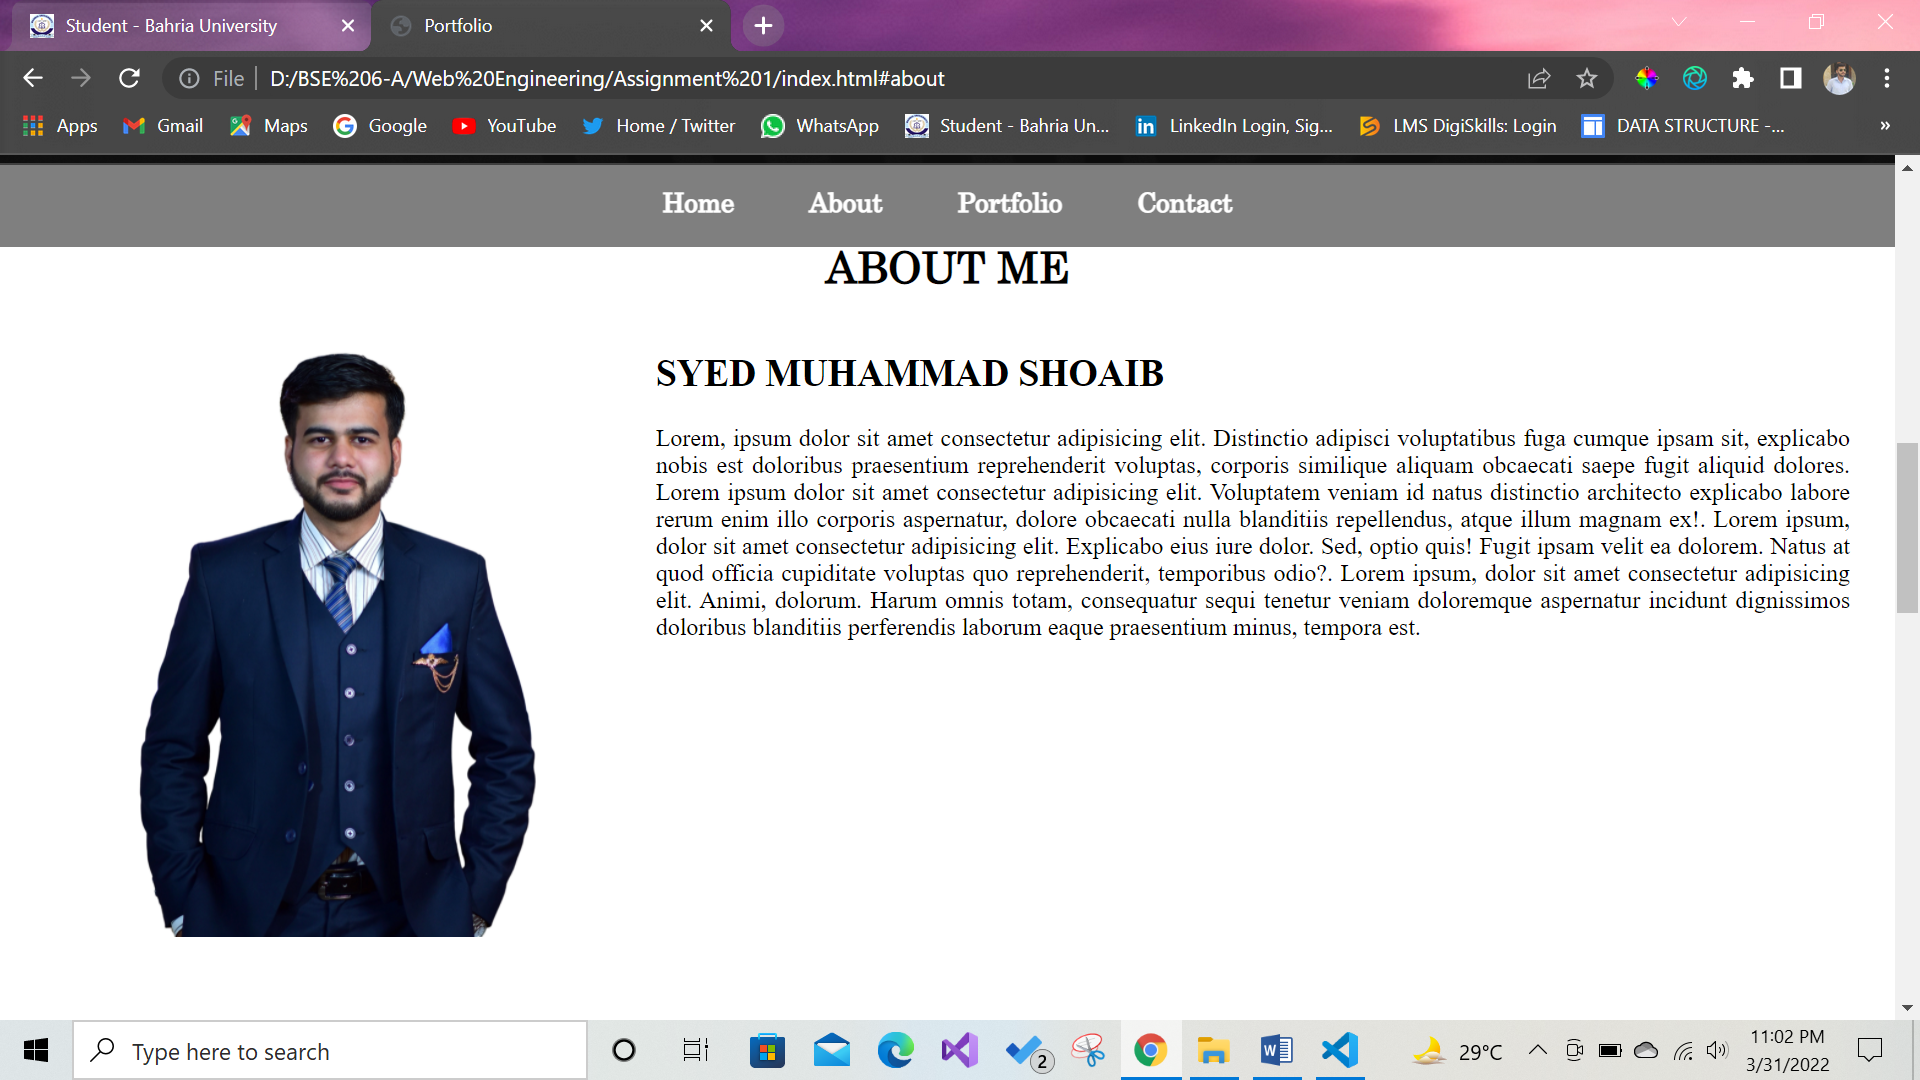 Student - Bahria University
Portfolio
File
D:/BSE%206-A/Web%20Engineering/Assignment%201/index.html#about
Apps
Gmail
Maps
Google
YouTube
Home / Twitter
WhatsApp
Student - Bahria Un...
LinkedIn Login, Sig...
LMS DigiSkills: Login
DATA STRUCTURE -...
»
Home
About
Portfolio
Contact
ABOUT ME
SYED MUHAMMAD SHOAIB
Lorem, ipsum dolor sit amet consectetur adipisicing elit. Distinctio adipisci voluptatibus fuga cumque ipsam sit, explicabo
nobis est doloribus praesentium reprehenderit voluptas, corporis similique aliquam obcaecati saepe fugit aliquid dolores.
Lorem ipsum dolor sit amet consectetur adipisicing elit. Voluptatem veniam id natus distinctio architecto explicabo labore
rerum enim illo corporis aspernatur, dolore obcaecati nulla blanditiis repellendus, atque illum magnam ex!. Lorem ipsum,
dolor sit amet consectetur adipisicing elit. Explicabo eius iure dolor. Sed, optio quis! Fugit ipsam velit ea dolorem. Natus at
quod officia cupiditate voluptas quo reprehenderit, temporibus odio?. Lorem ipsum, dolor sit amet consectetur adipisicing
elit. Animi, dolorum. Harum omnis totam, consequatur sequi tenetur veniam doloremque aspernatur incidunt dignissimos
doloribus blanditiis perferendis laborum eaque praesentium minus, tempora est.
Type here to search
2
29°C
11:02 PM
3/31/2022